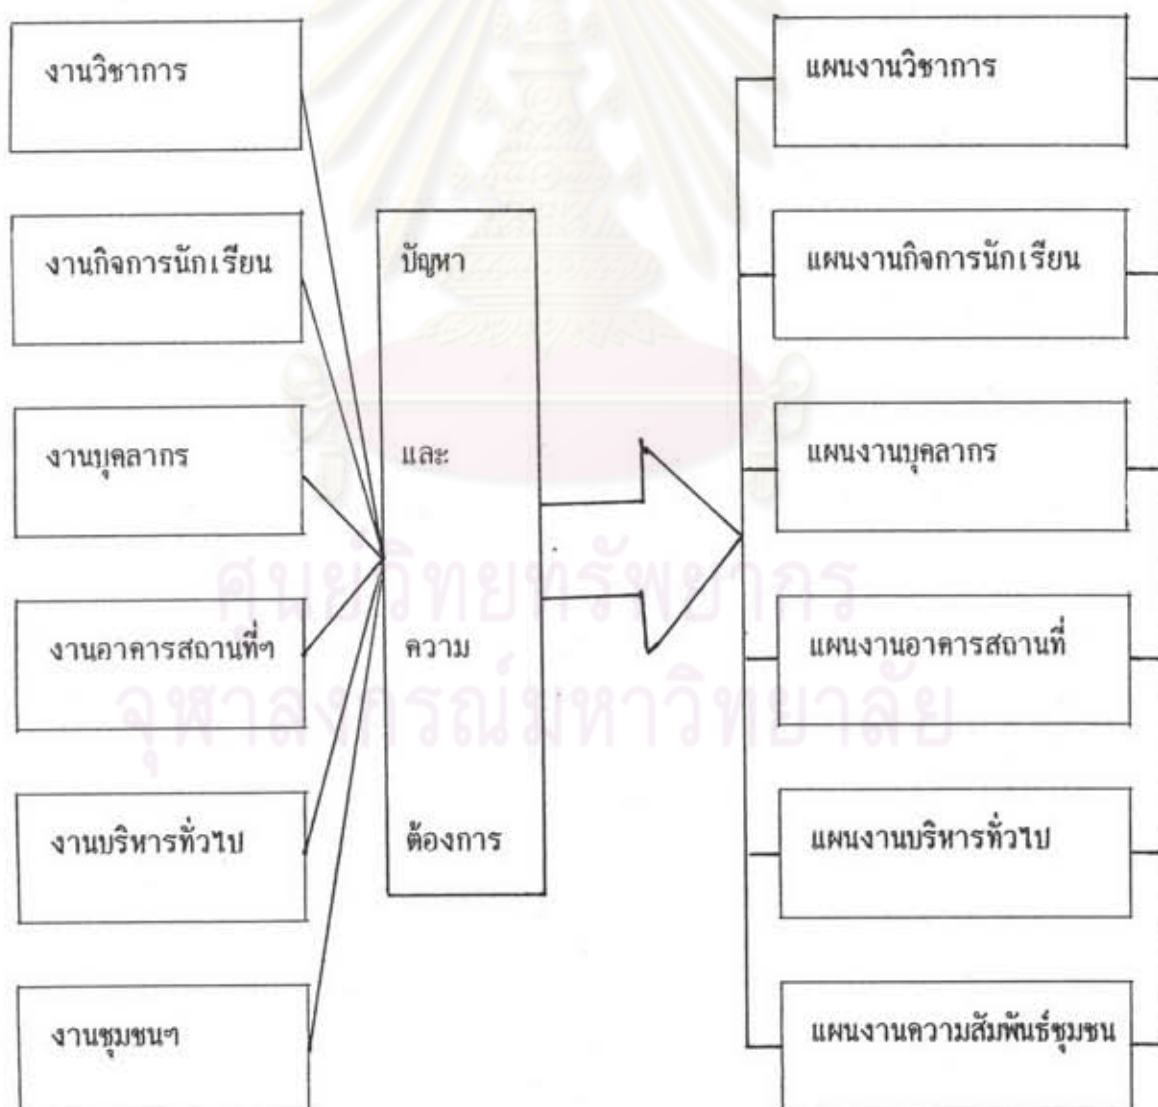 งานวิชาการ
งานกิจการนักเรียน
งานบุคลากร
งานอาคารสถานที่ฯ
งานบริหารทั่วไป
งานชุมชนฯ
ปัญหา
และ
ความ
ต้องการ
แผนงานวิชาการ
แผนงานกิจการนักเรียน
แผนงานบุคลากร
แผนงานอาคารสถานที่
แผนงานบริหารทั่วไป
แผนงานความสัมพันธ์ชุมชน
ศูนย์วิทยทรัพยากร
จุฬาลงกรณ์มหาวิทยาลัย